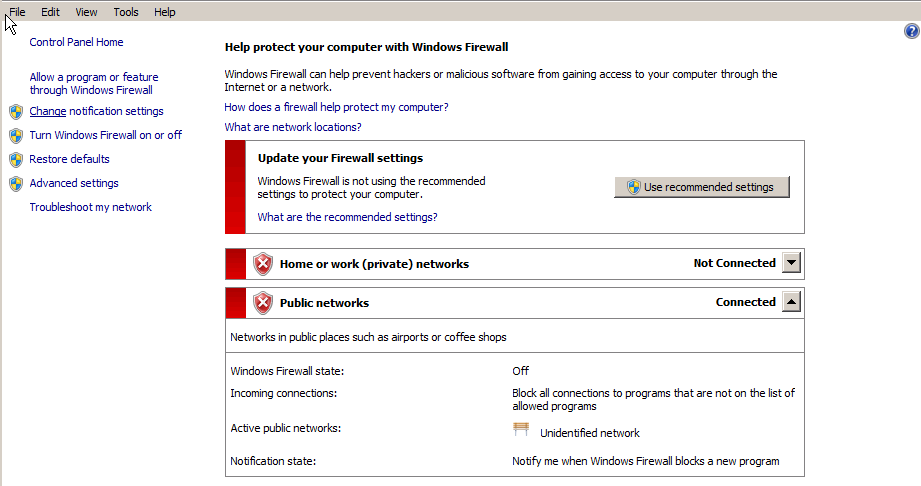 File Edit View Tools Help
Control Panel Home
Allow a program or feature
through Windows Firewall
Change notification settings
Turn Windows Firewall on or off
Restore defaults
Advanced settings
Troubleshoot my network
?
Help protect your computer with Windows Firewall
Windows Firewall can help prevent hackers or malicious software from gaining access to your computer through the
Internet or a network.
How does a firewall help protect my computer?
What are network locations?
Update your Firewall settings
Windows Firewall is not using the recommended
settings to protect your computer.
Use recommended settings
What are the recommended settings?
Home or work (private) networks Not Connected
Public networks Connected
Networks in public places such as airports or coffee shops
Windows Firewall state: Off
Incoming connections: Block all connections to programs that are not on the list of
allowed programs
Active public networks: Unidentified network
Notification state: Notify me when Windows Firewall blocks a new program